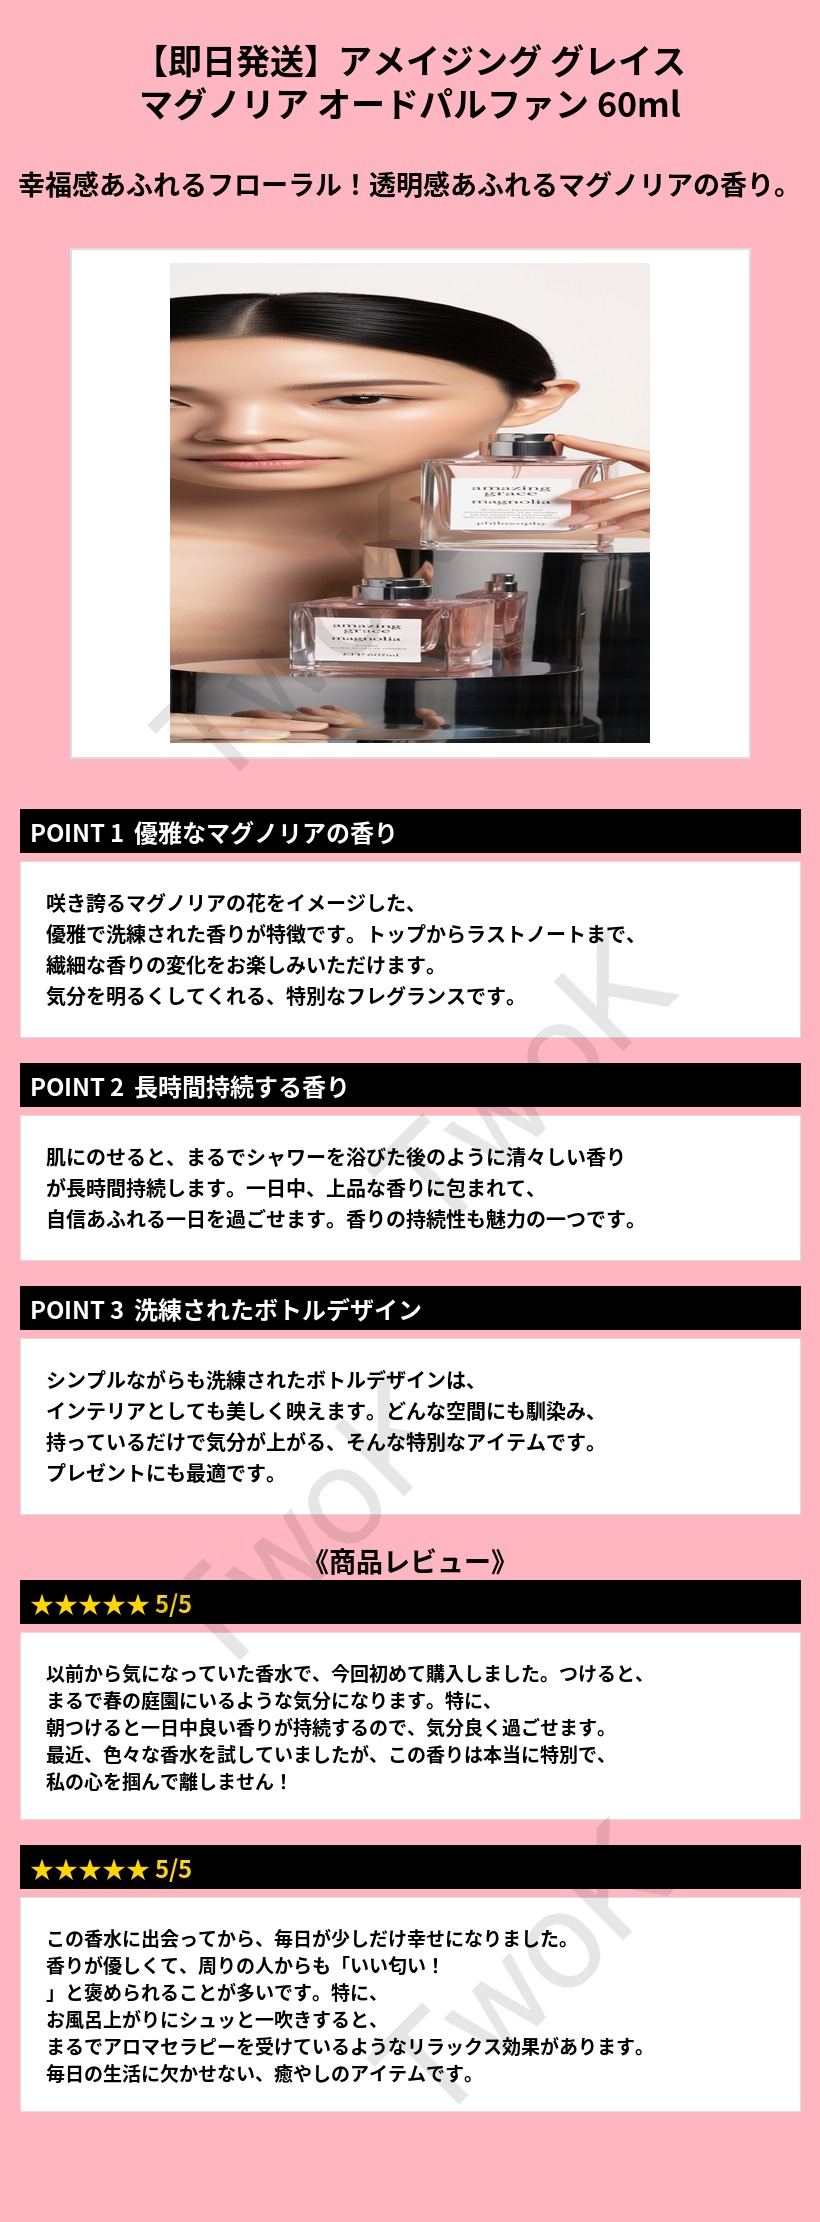 【即日発送】アメイジング グレイス
マグノリア オードパルファン 60ml
幸福感あふれるフローラル！透明感あふれるマグノリアの香り。
amazing
grace
magnolia
philosophy
amazing
grace
magnolia
TwoK
POINT 1 優雅なマグノリアの香り
咲き誇るマグノリアの花をイメージした、
優雅で洗練された香りが特徴です。トップからラストノートまで、
繊細な香りの変化をお楽しみいただけます。
気分を明るくしてくれる、特別なフレグランスです。
TwoK
POINT 2 長時間持続する香り
肌にのせると、まるでシャワーを浴びた後のように清々しい香り
が長時間持続します。一日中、上品な香りに包まれて、
自信あふれる一日を過ごせます。香りの持続性も魅力の一つです。
POINT 3 洗練されたボトルデザイン
シンプルながらも洗練されたボトルデザインは、
インテリアとしても美しく映えます。どんな空間にも馴染み、
持っているだけで気分が上がる、そんな特別なアイテムです。
プレゼントにも最適です。
TwoK
《商品レビュー》
★★★★★ 5/5
以前から気になっていた香水で、今回初めて購入しました。つけると、
まるで春の庭園にいるような気分になります。特に、
朝つけると一日中良い香りが持続するので、気分良く過ごせます。
最近、色々な香水を試していましたが、この香りは本当に特別で、
私の心を掴んで離しません！
★★★★★ 5/5
この香水に出会ってから、毎日が少しだけ幸せになりました。
香りが優しくて、周りの人からも「いい匂い！
」と褒められることが多いです。特に、
お風呂上がりにシュッと一吹きすると、
まるでアロマセラピーを受けているようなリラックス効果があります。
毎日の生活に欠かせない、癒やしのアイテムです。
TwoK